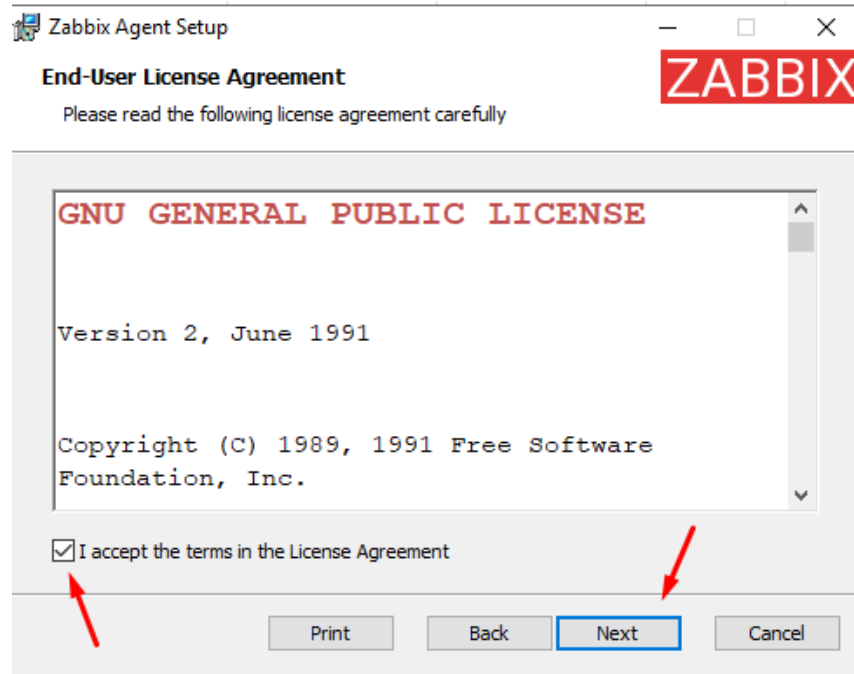 Zabbix Agent Setup
End-User License Agreement
ZABBIX
Please read the following license agreement carefully
GNU GENERAL PUBLIC LICENSE
Version 2, June 1991
Copyright (C) 1989, 1991 Free Software
Foundation, Inc.
I accept the terms in the License Agreement
Print Back Next Cancel